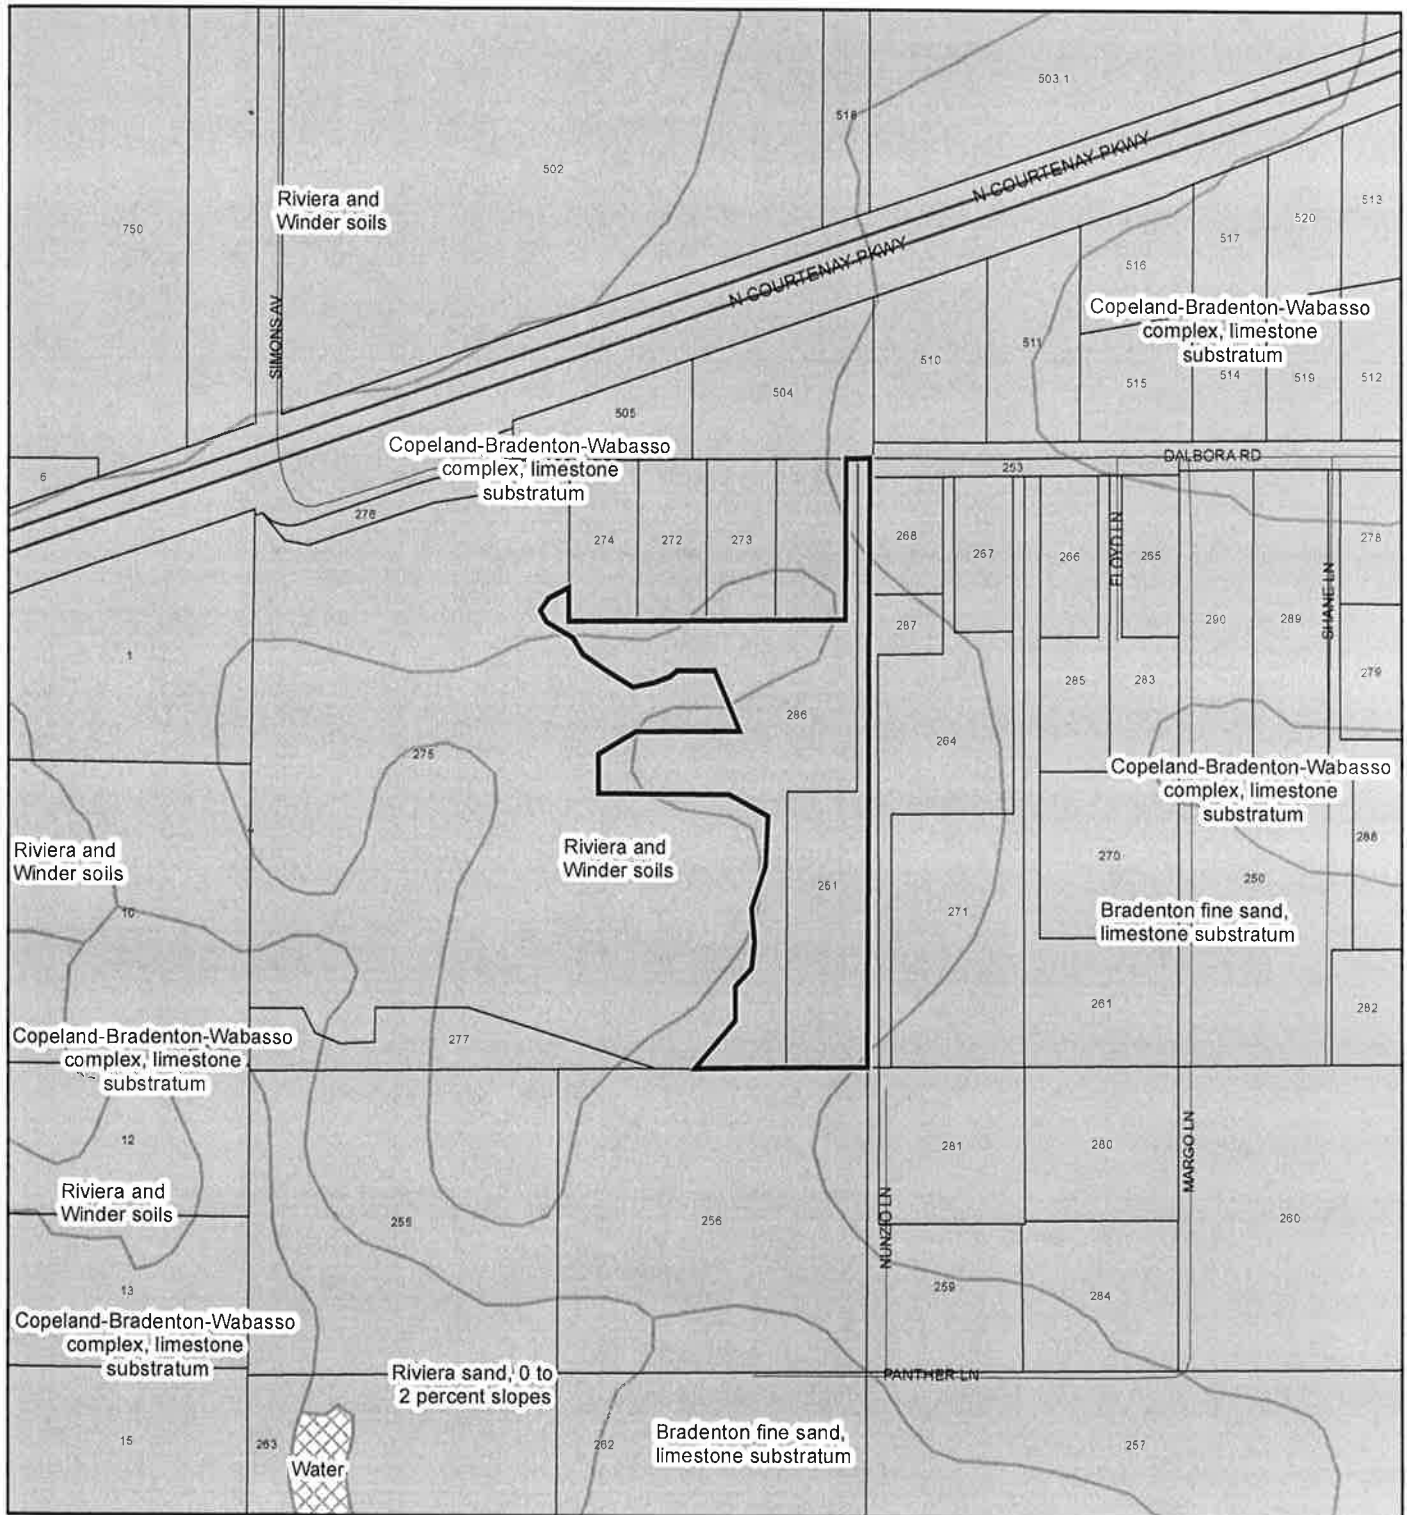 503.1
518
502
N COURTENAY PKWY
Riviera and
Winder soils
750
513
520
517
516
N COURTENAY PKWY
SIMONS AV
Copeland-Bradenton-Wabasso
complex, limestone
substratum
511
510
515
514
519
512
504
505
Copeland-Bradenton-Wabasso
complex, limestone
substratum
DALBORA RD
253
6
276
274
272
273
268
267
266
FLOYD LN
265
278
SHANE LN
287
290
289
1
285
283
279
286
264
275
Copeland-Bradenton-Wabasso
complex, limestone
substratum
288
Riviera and
Winder soils
Riviera and
Winder soils
270
250
251
10
271
Bradenton fine sand,
limestone substratum
261
282
Copeland-Bradenton-Wabasso
complex, limestone
substratum
277
12
281
280
MARGO LN
Riviera and
Winder soils
255
256
260
NUNZIO LN
13
259
284
Copeland-Bradenton-Wabasso
complex, limestone
substratum
Riviera sand, 0 to
2 percent slopes
PANTHER LN
15
263
262
Bradenton fine sand,
limestone substratum
257
Water